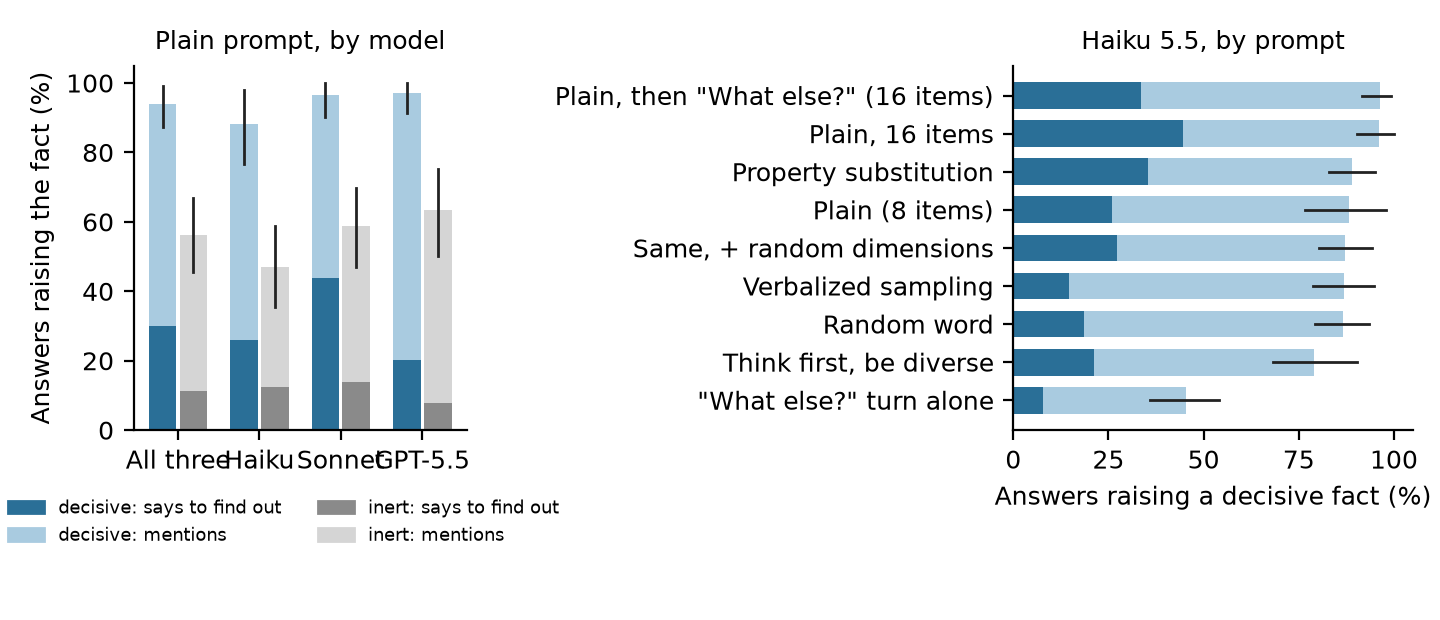 Plain prompt, by model
Answers raising the fact (%)
100
80
60
40
20
0
All three
Haiku
Sonnet
GPT-5.5
decisive: says to find out
decisive: mentions
inert: says to find out
inert: mentions
Haiku 5.5, by prompt
Plain, then "What else?" (16 items)
Plain, 16 items
Property substitution
Plain (8 items)
Same, + random dimensions
Verbalized sampling
Random word
Think first, be diverse
"What else?" turn alone
0
25
50
75
100
Answers raising a decisive fact (%)